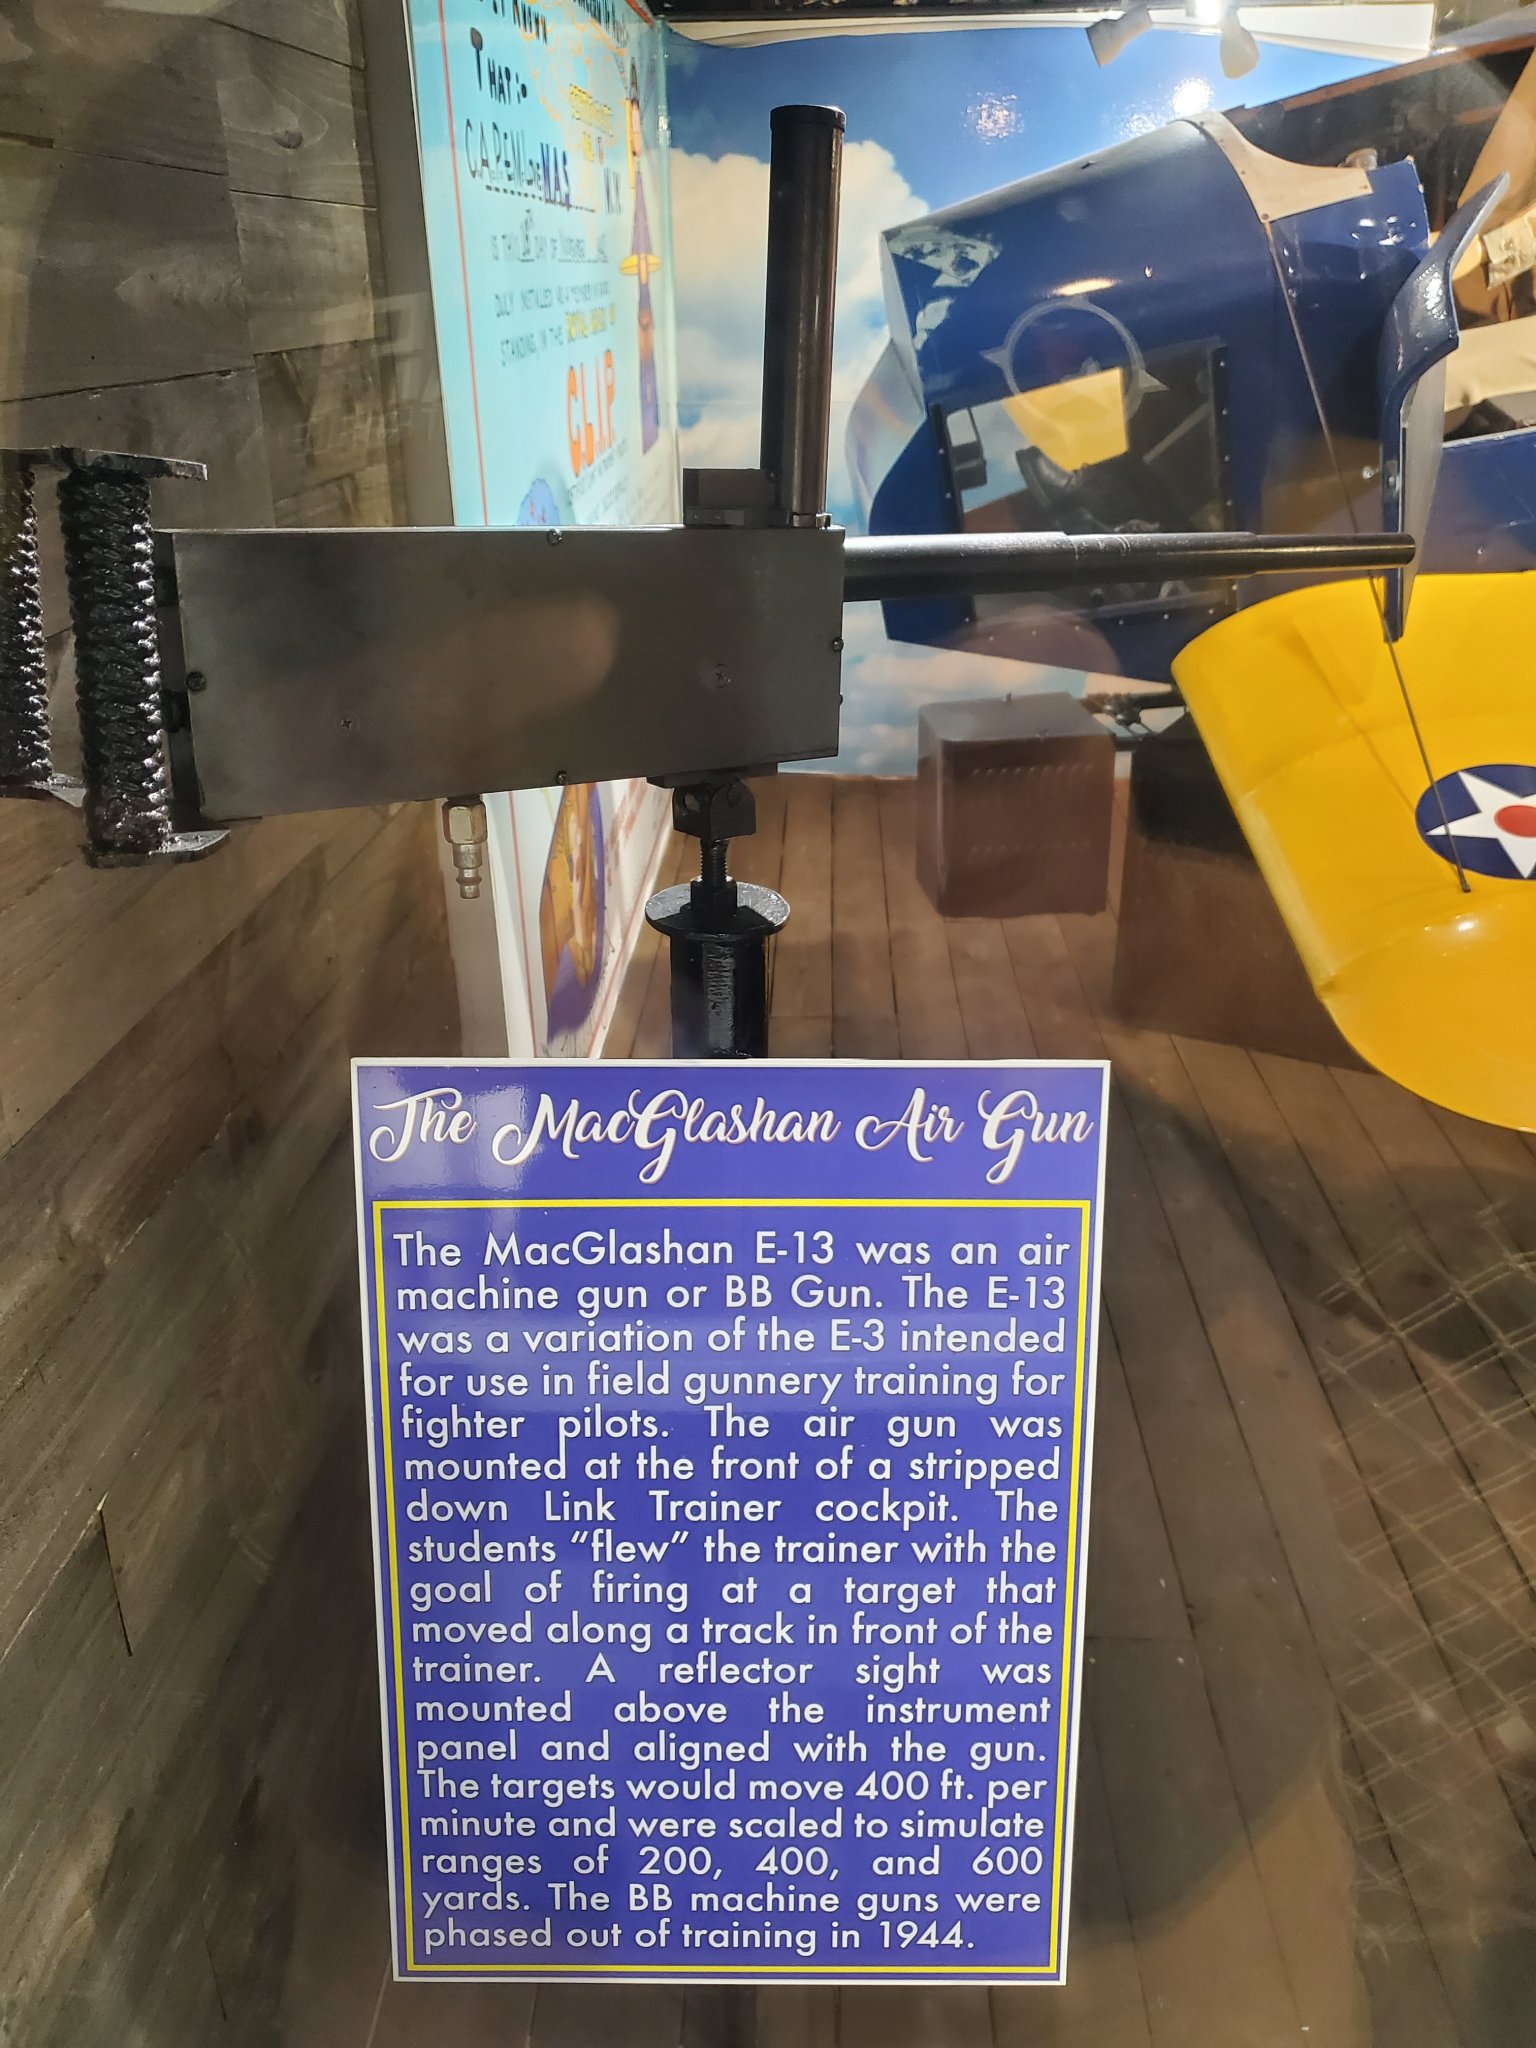 THAT:-
N.Y.
C.L.I.P.
The MacGlashan Air Gun
The MacGlashan E-13 was an air
machine gun or BB Gun. The E-13
was a variation of the E-3 intended
for use in field gunnery training for
fighter pilots. The air gun was
mounted at the front of a stripped
down Link Trainer cockpit. The
students “flew” the trainer with the
goal of firing at a target that
moved along a track in front of the
trainer. A reflector sight was
mounted above the instrument
panel and aligned with the gun.
The targets would move 400 ft. per
minute and were scaled to simulate
ranges of 200, 400, and 600
yards. The BB machine guns were
phased out of training in 1944.